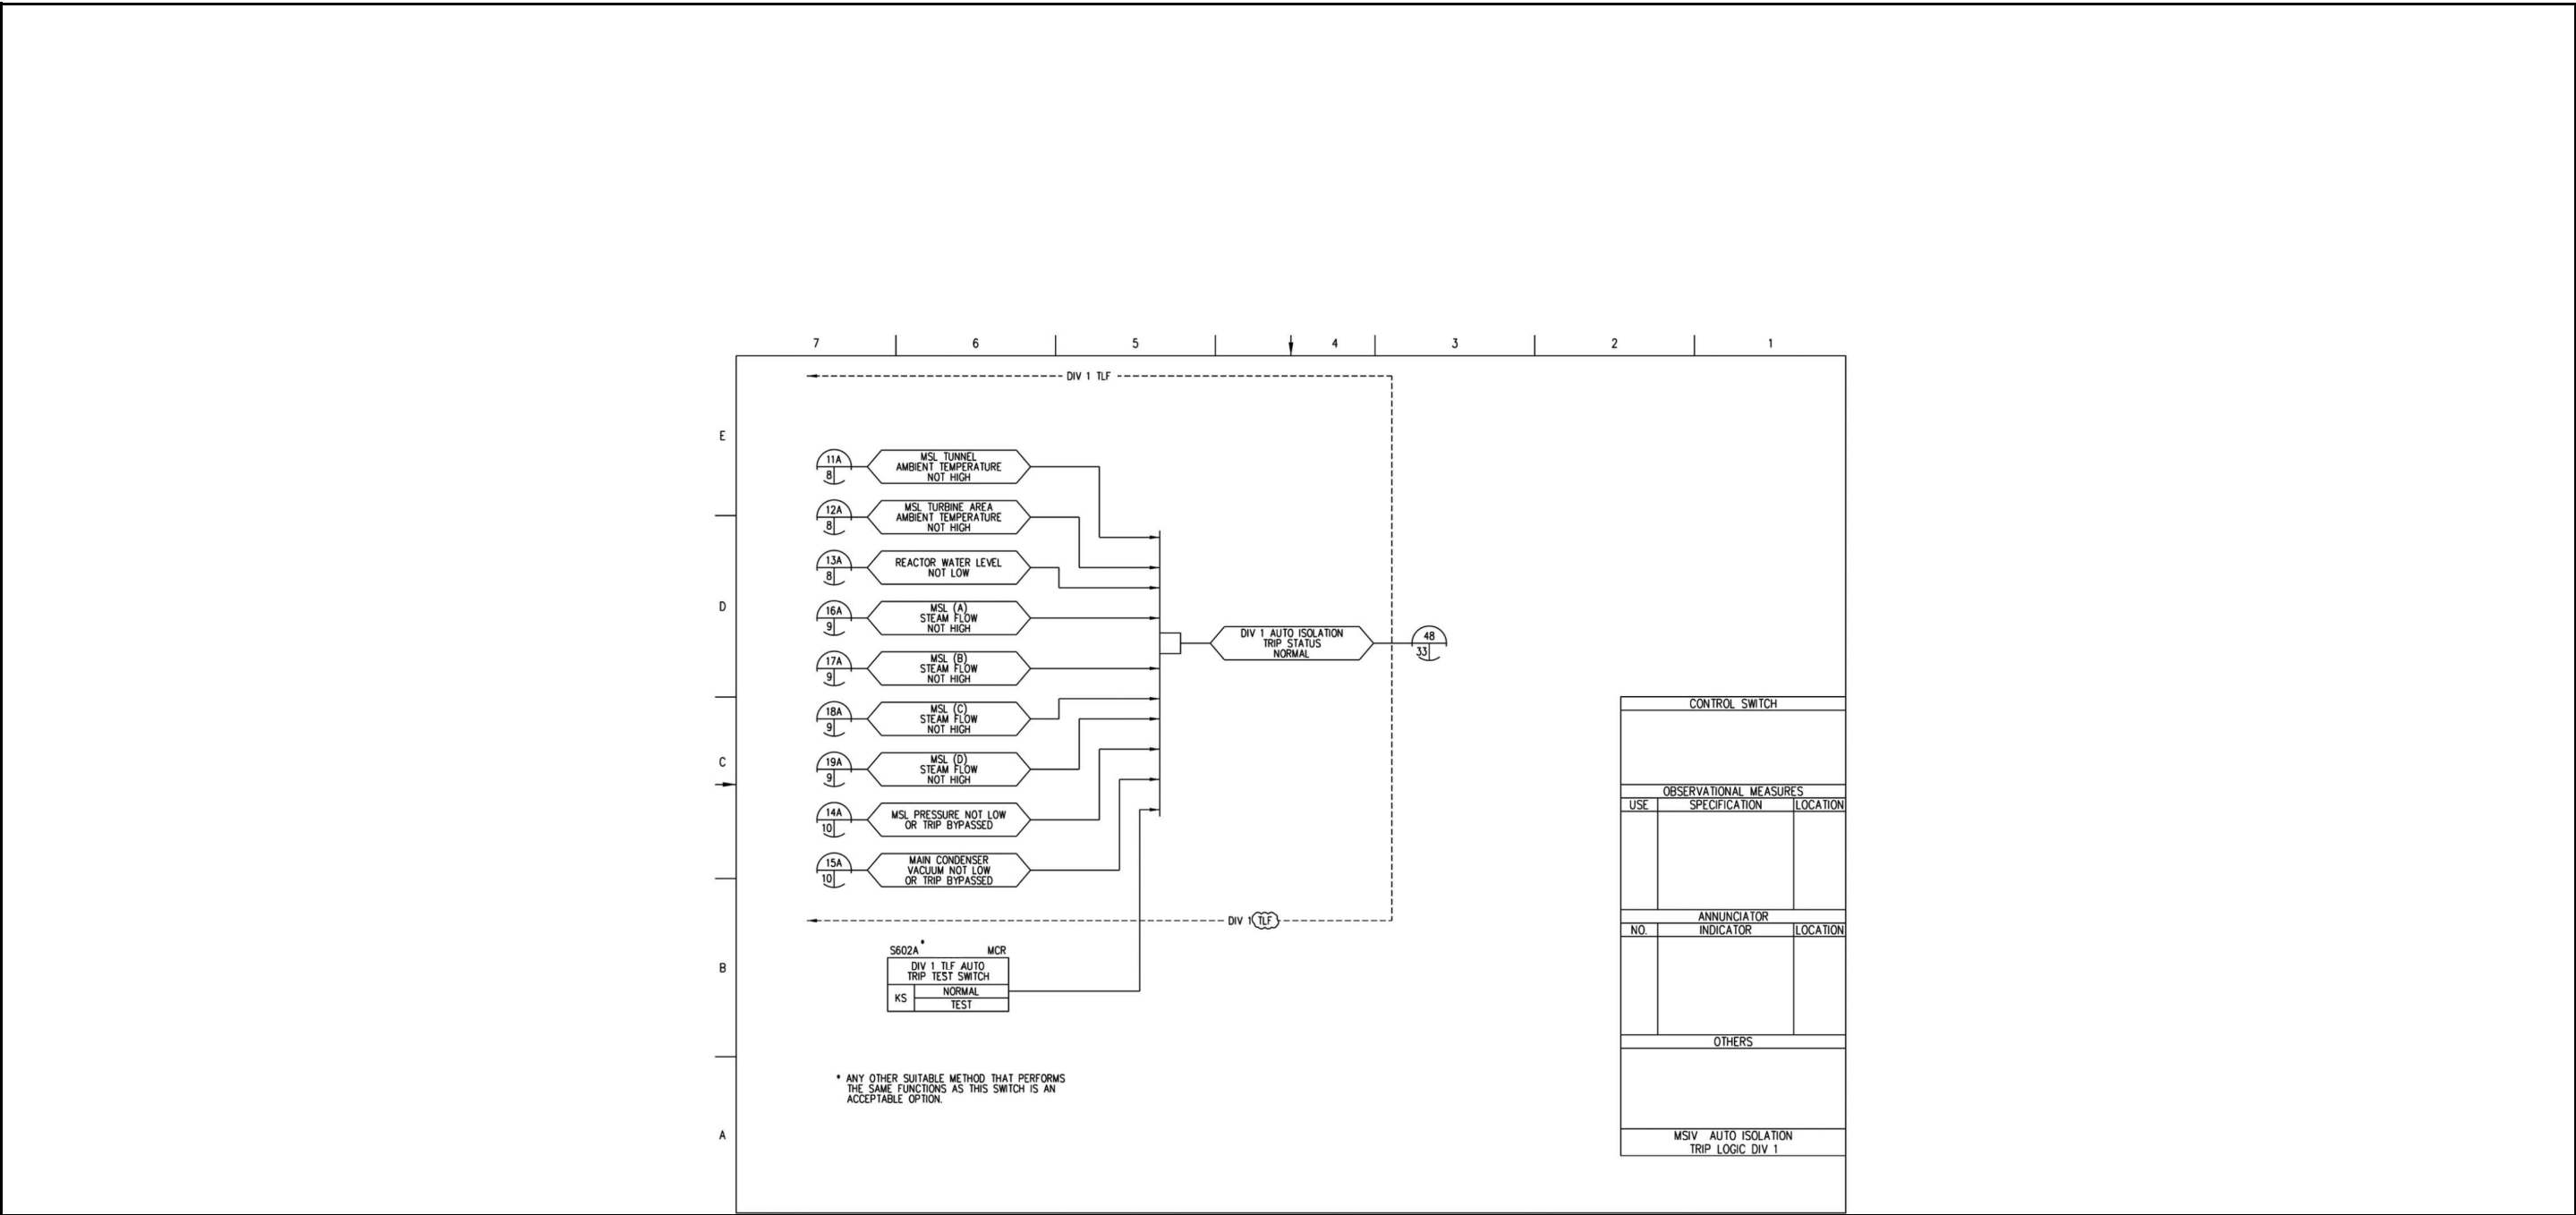 7 6 5 4 3 2 1
DIV 1 TLF
E
D
C
B
A
11A
8
MSL TUNNEL
AMBIENT TEMPERATURE
NOT HIGH
12A
8
MSL TURBINE AREA
AMBIENT TEMPERATURE
NOT HIGH
13A
8
REACTOR WATER LEVEL
NOT LOW
16A
9
MSL (A)
STEAM FLOW
NOT HIGH
17A
9
MSL (B)
STEAM FLOW
NOT HIGH
18A
9
MSL (C)
STEAM FLOW
NOT HIGH
19A
9
MSL (D)
STEAM FLOW
NOT HIGH
14A
10
MSL PRESSURE NOT LOW
OR TRIP BYPASSED
15A
10
MAIN CONDENSER
VACUUM NOT LOW
OR TRIP BYPASSED
DIV 1 AUTO ISOLATION
TRIP STATUS
NORMAL
48
33
DIV 1 TLF
S602A * MCR
DIV 1 TLF AUTO
TRIP TEST SWITCH
KS
NORMAL
TEST
* ANY OTHER SUITABLE METHOD THAT PERFORMS
THE SAME FUNCTIONS AS THIS SWITCH IS AN
ACCEPTABLE OPTION.
CONTROL SWITCH
OBSERVATIONAL MEASURES
USE SPECIFICATION LOCATION
ANNUNCIATOR
NO. INDICATOR LOCATION
OTHERS
MSIV AUTO ISOLATION
TRIP LOGIC DIV 1